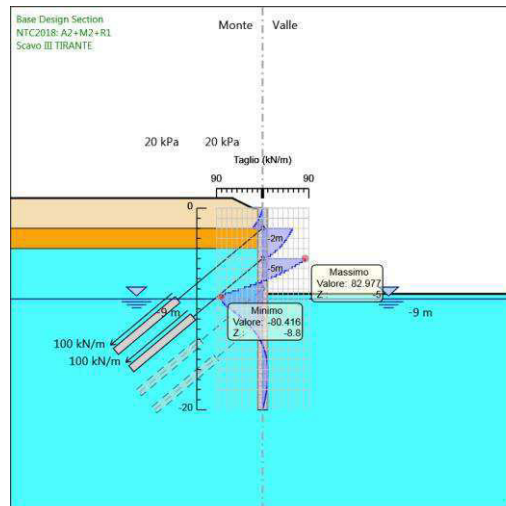 Base Design Section
NTC2018: A2+M2+R1
Scavo III TIRANTE
Monte Valle
20 kPa 20 kPa
Taglio (kN/m)
90 90
0
-2m
-5m
Massimo
Valore: 82.977
Z : -5
-9 m -9 m
Minimo
Valore: -80.416
Z : -8.8
100 kN/m
100 kN/m
-20